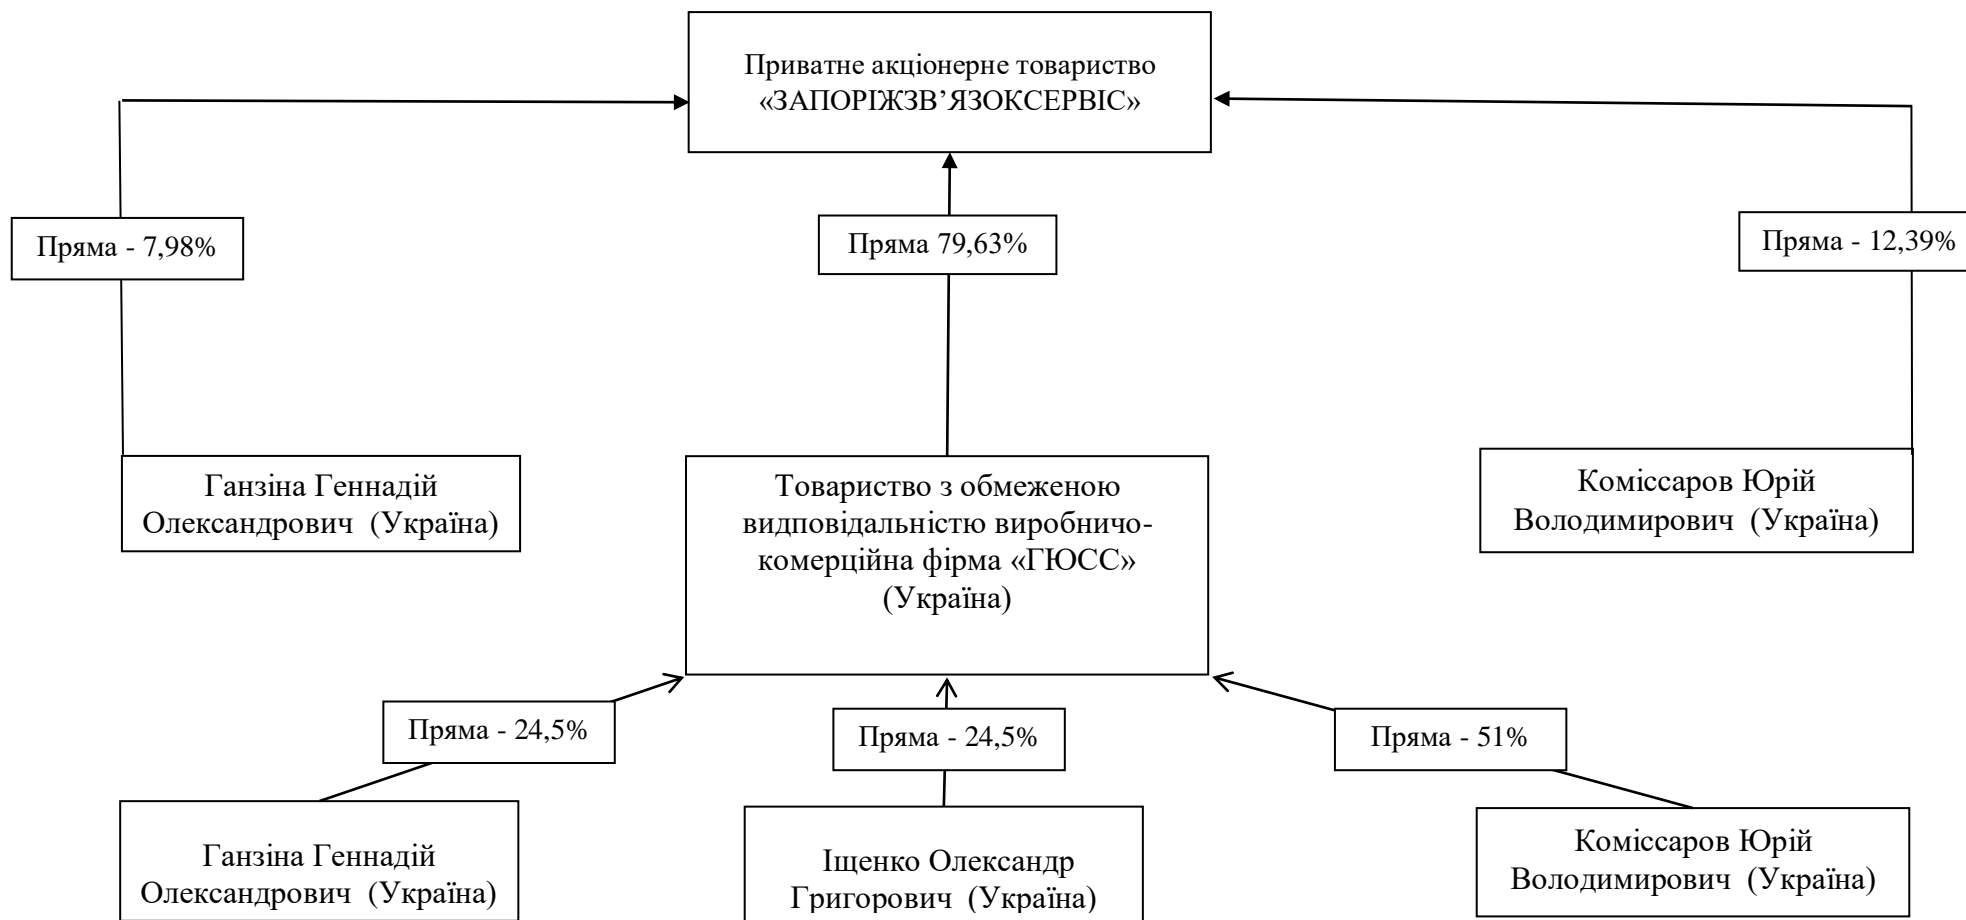 Приватне акціонерне товариство
«ЗАПОРІЖЗВ’ЯЗОКСЕРВІС»
Пряма - 7,98%
Пряма 79,63%
Пряма - 12,39%
Ганзіна Геннадій
Олександрович (Україна)
Товариство з обмеженою
видповідальністю виробничо-
комерційна фірма «ГЮСС»
(Україна)
Коміссаров Юрій
Володимирович (Україна)
Пряма - 24,5%
Пряма - 24,5%
Пряма - 51%
Ганзіна Геннадій
Олександрович (Україна)
Іщенко Олександр
Григорович (Україна)
Коміссаров Юрій
Володимирович (Україна)